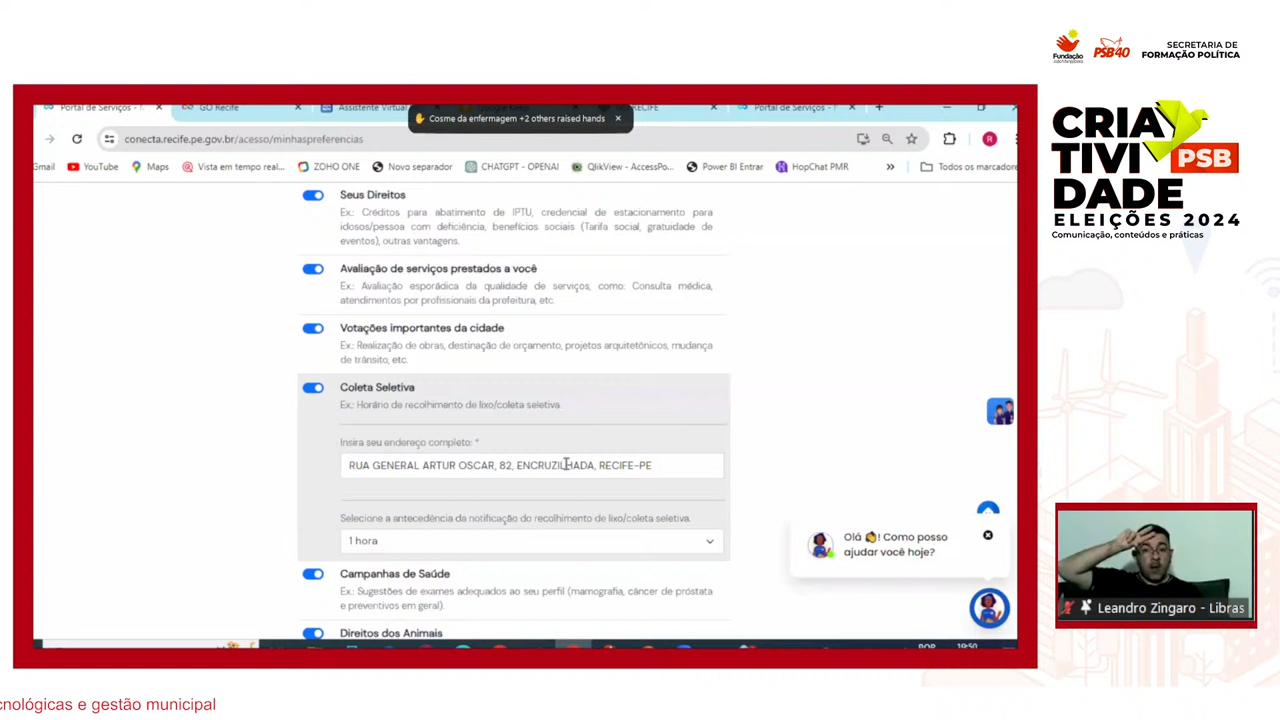 Fundação
João Mangabeira
PSB40
SECRETARIA DE
FORMAÇÃO POLÍTICA
CRIA
TIVI
DADE
PSB
ELEIÇÕES 2024
Comunicação, conteúdos e práticas
Portal de Serviços - 
GO Recife
Assistente Virtual
Portal de Serviços - P
Cosme da enfermagem +2 others raised hands
conecta.recife.pe.gov.br/acesso/minhaspreferencias
Gmail
YouTube
Maps
Vista em tempo real...
ZOHO ONE
Novo separador
CHATGPT - OPENAI
QlikView - AccessPo...
Power BI Entrar
HopChat PMR
Todos os marcadore
Seus Direitos
Ex.: Créditos para abatimento de IPTU, credencial de estacionamento para
idosos/pessoa com deficiência, benefícios sociais (Tarifa social, gratuidade de
eventos), outras vantagens.
Avaliação de serviços prestados a você
Ex.: Avaliação esporádica da qualidade de serviços, como: Consulta médica,
atendimentos por profissionais da prefeitura, etc.
Votações importantes da cidade
Ex.: Realização de obras, destinação de orçamento, projetos arquitetônicos, mudança
de trânsito, etc.
Coleta Seletiva
Ex.: Horário de recolhimento de lixo/coleta seletiva.
Insira seu endereço completo: *
RUA GENERAL ARTUR OSCAR, 82, ENCRUZILHADA, RECIFE-PE
Selecione a antecedência da notificação do recolhimento de lixo/coleta seletiva.
1 hora
Campanhas de Saúde
Ex.: Sugestões de exames adequados ao seu perfil (mamografia, câncer de próstata
e preventivos em geral).
Direitos dos Animais
Olá 👏! Como posso
ajudar você hoje?
POR
19:50
Leandro Zingaro - Libras
cnológicas e gestão municipal